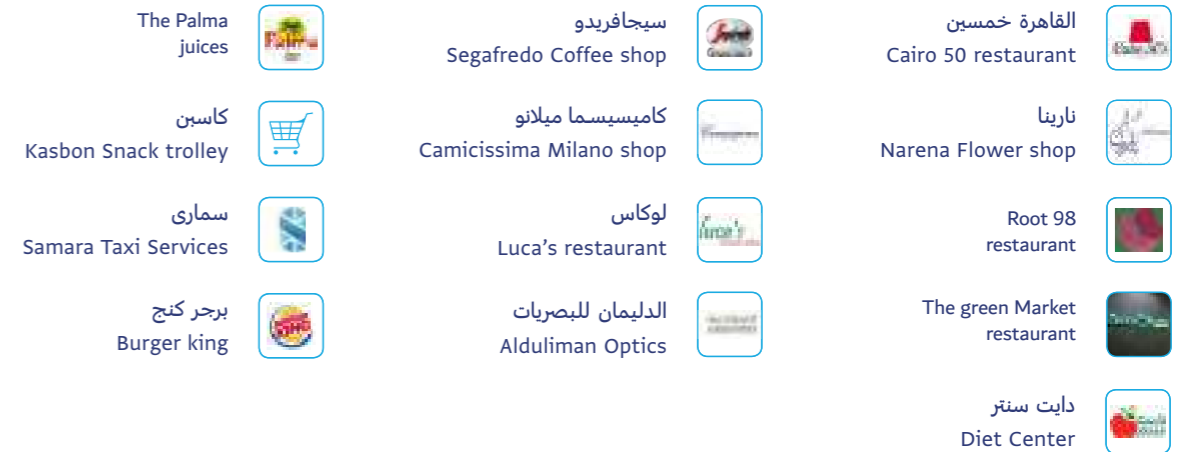 القاهرة خمسين
Cairo 50 restaurant
نارينا
Narena Flower shop
Root 98
restaurant
The green Market
restaurant
دايت سنتر
Diet Center
سيجافريدو
Segafredo Coffee shop
كاميسيسما ميلانو
Camicissima Milano shop
لوكاس
Luca’s restaurant
الدليمان للبصريات
Alduliman Optics
The Palma
juices
كاسبن
Kasbon Snack trolley
سمارى
Samara Taxi Services
برجر كنج
Burger king